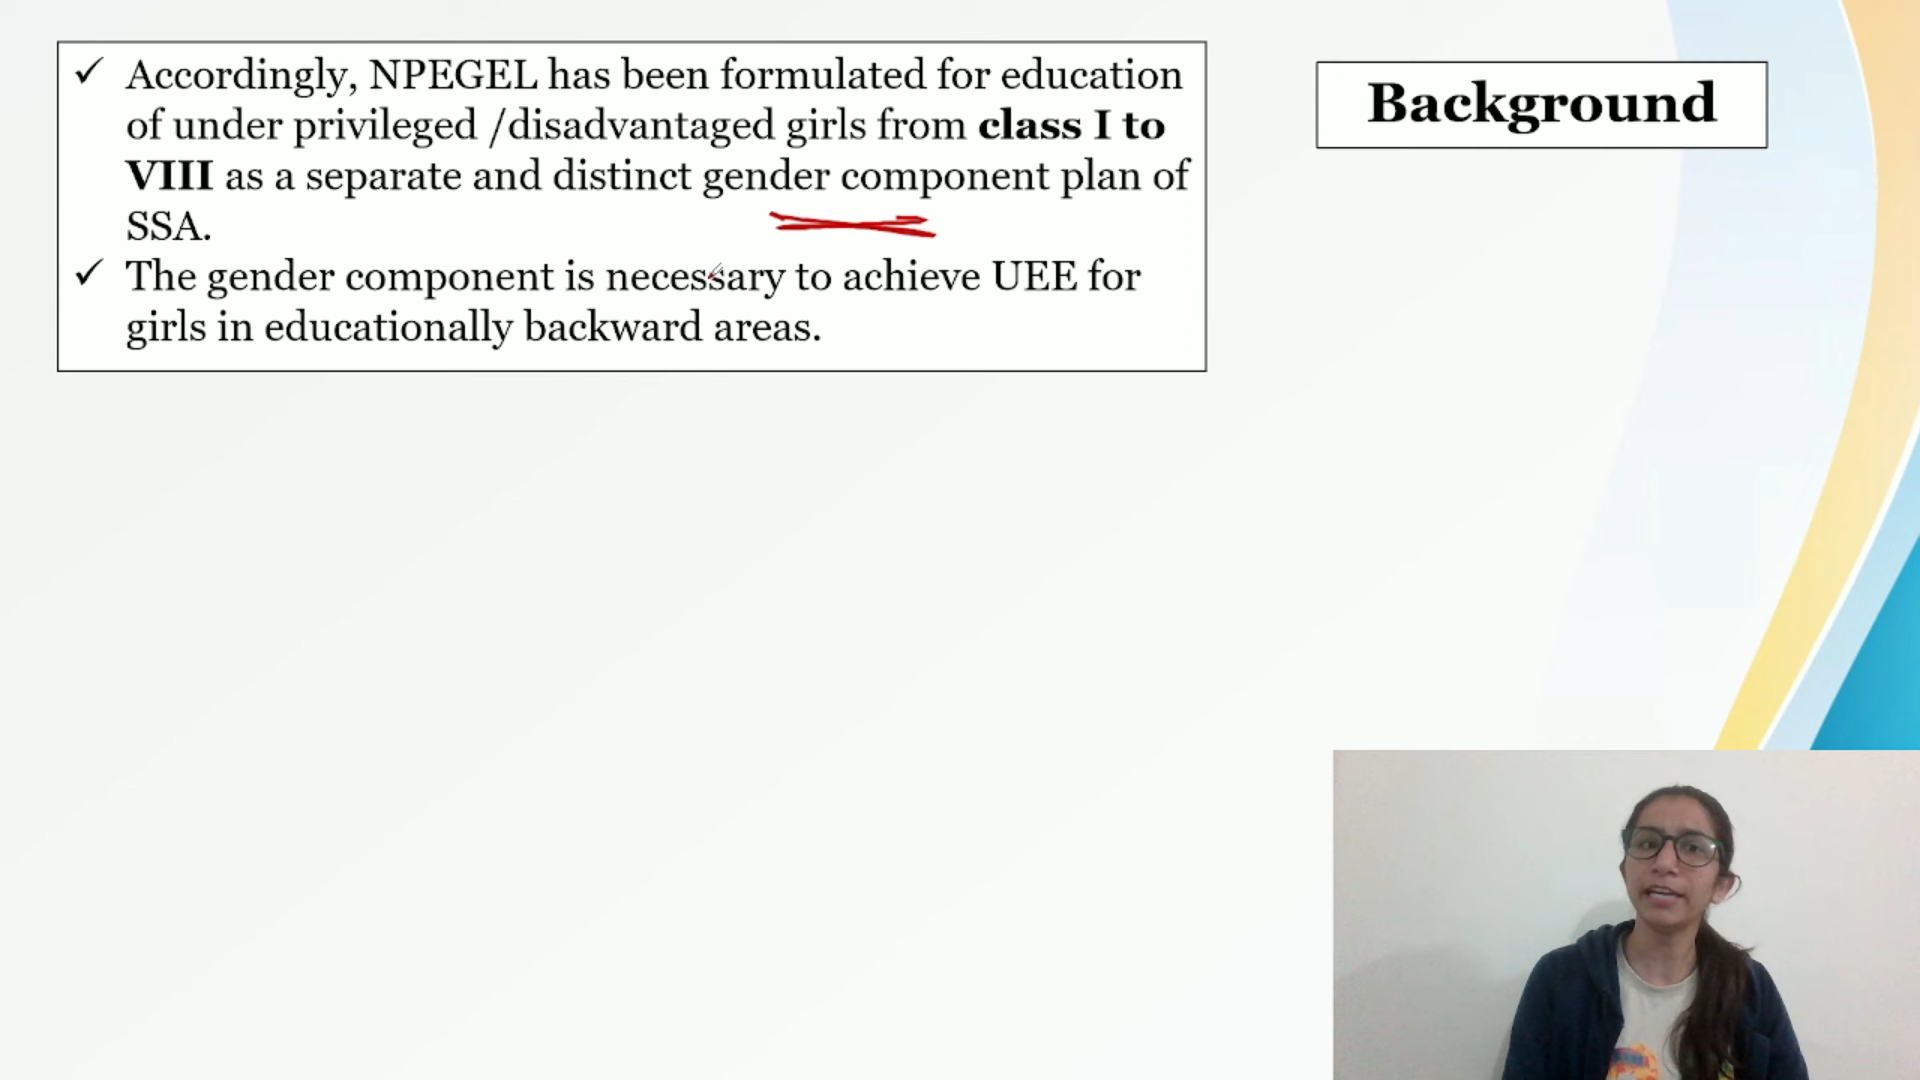 ✓ Accordingly, NPEGEL has been formulated for education
of under privileged /disadvantaged girls from class I to
VIII as a separate and distinct gender component plan of
SSA.
✓ The gender component is necessary to achieve UEE for
girls in educationally backward areas.
Background